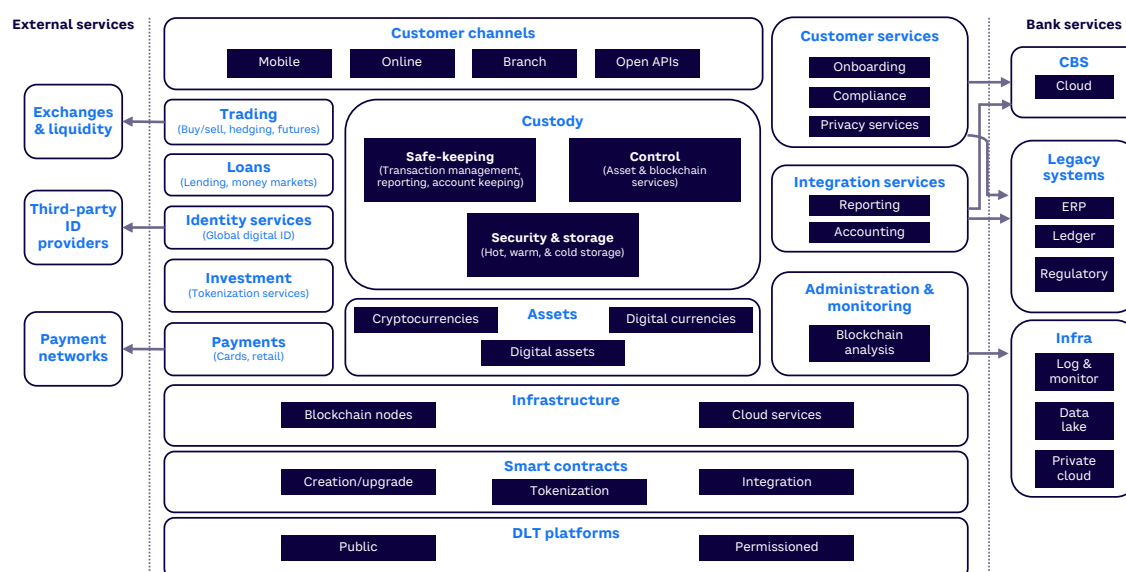 External services
Bank services
Customer channels
Mobile
Online
Branch
Open APIs
Customer services
Onboarding
Compliance
Privacy services
CBS
Cloud
Exchanges
& liquidity
Trading
(Buy/sell, hedging, futures)
Loans
(Lending, money markets)
Third-party
ID
providers
Identity services
(Global digital ID)
Investment
(Tokenization services)
Payment
networks
Payments
(Cards, retail)
Custody
Safe-keeping
(Transaction management,
reporting, account keeping)
Control
(Asset & blockchain
services)
Security & storage
(Hot, warm, & cold storage)
Assets
Cryptocurrencies
Digital currencies
Digital assets
Integration services
Reporting
Accounting
Administration &
monitoring
Blockchain
analysis
Legacy
systems
ERP
Ledger
Regulatory
Infra
Log &
monitor
Data
lake
Private
cloud
Infrastructure
Blockchain nodes
Cloud services
Smart contracts
Creation/upgrade
Tokenization
Integration
DLT platforms
Public
Permissioned